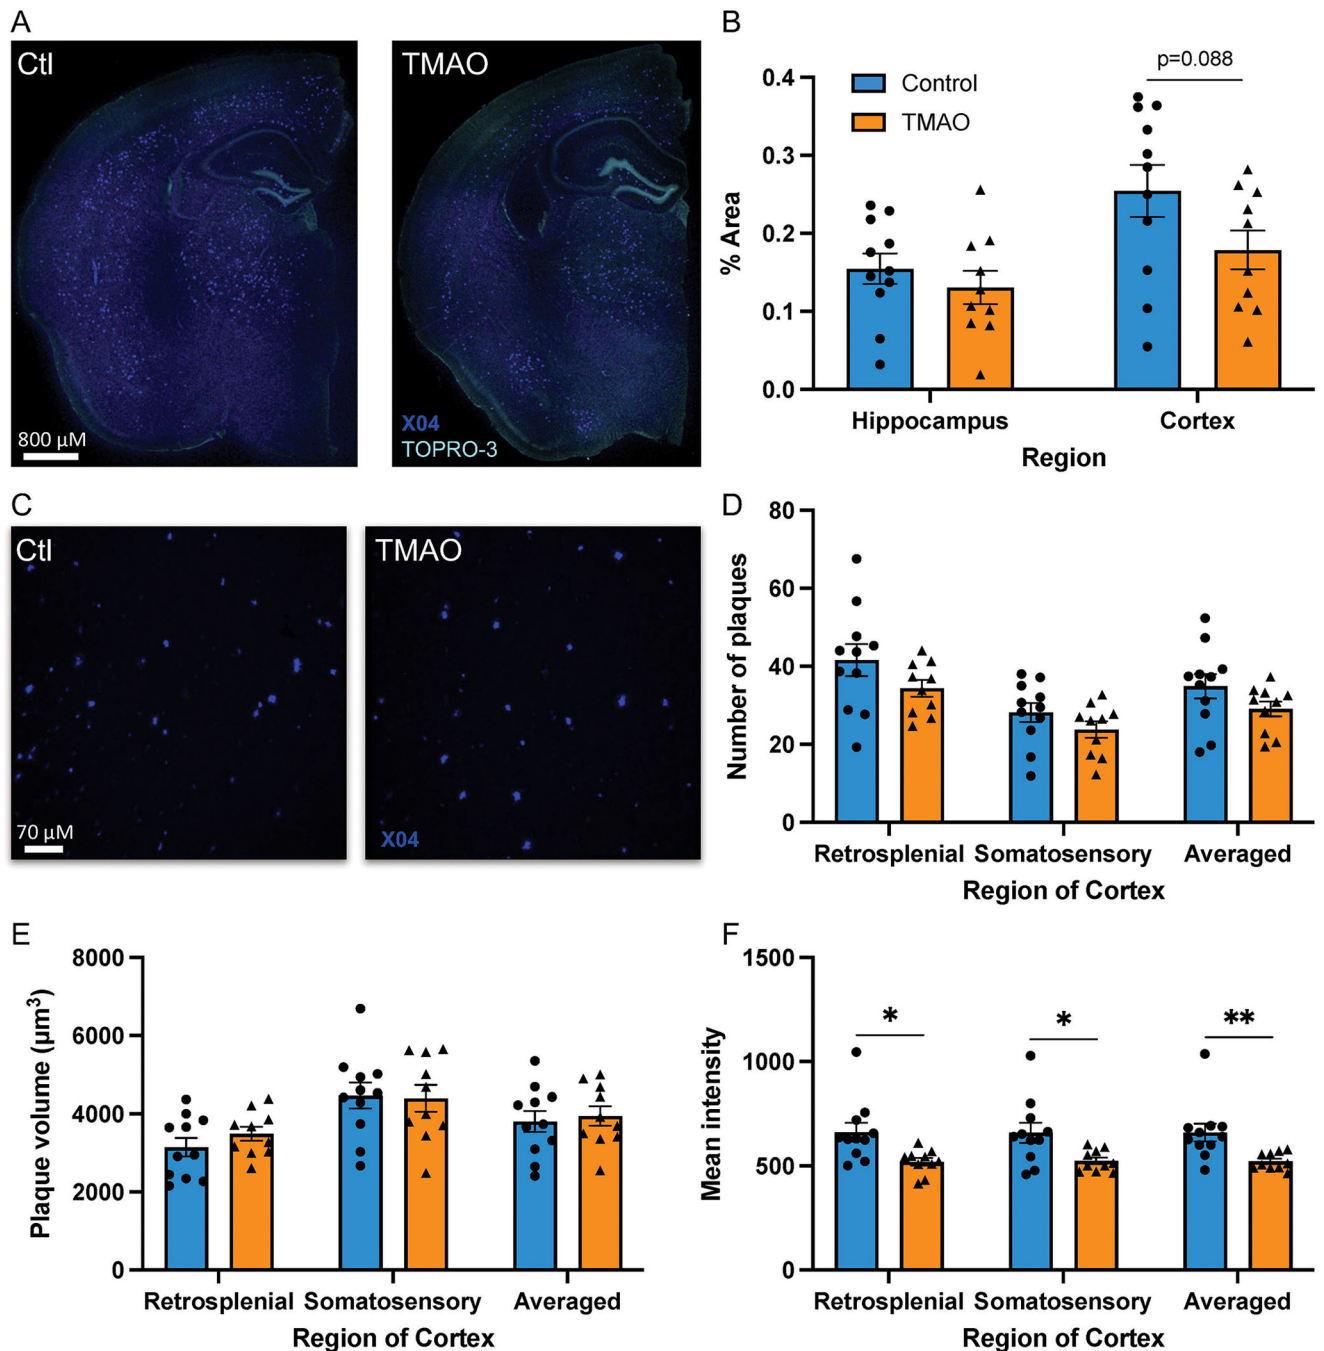 A
Ctl
TMAO
800 µM
X04
TOPRO-3
B
p=0.088
Control
TMAO
0.4
0.3
0.2
0.1
0.0
% Area
Hippocampus
Cortex
Region
C
Ctl
TMAO
70 µM
X04
D
80
60
40
20
0
Number of plaques
Retrosplenial
Somatosensory
Averaged
Region of Cortex
E
8000
6000
4000
2000
0
Plaque volume (µm³)
Retrosplenial
Somatosensory
Averaged
Region of Cortex
F
1500
1000
500
0
Mean intensity
*
*
**
Retrosplenial
Somatosensory
Averaged
Region of Cortex